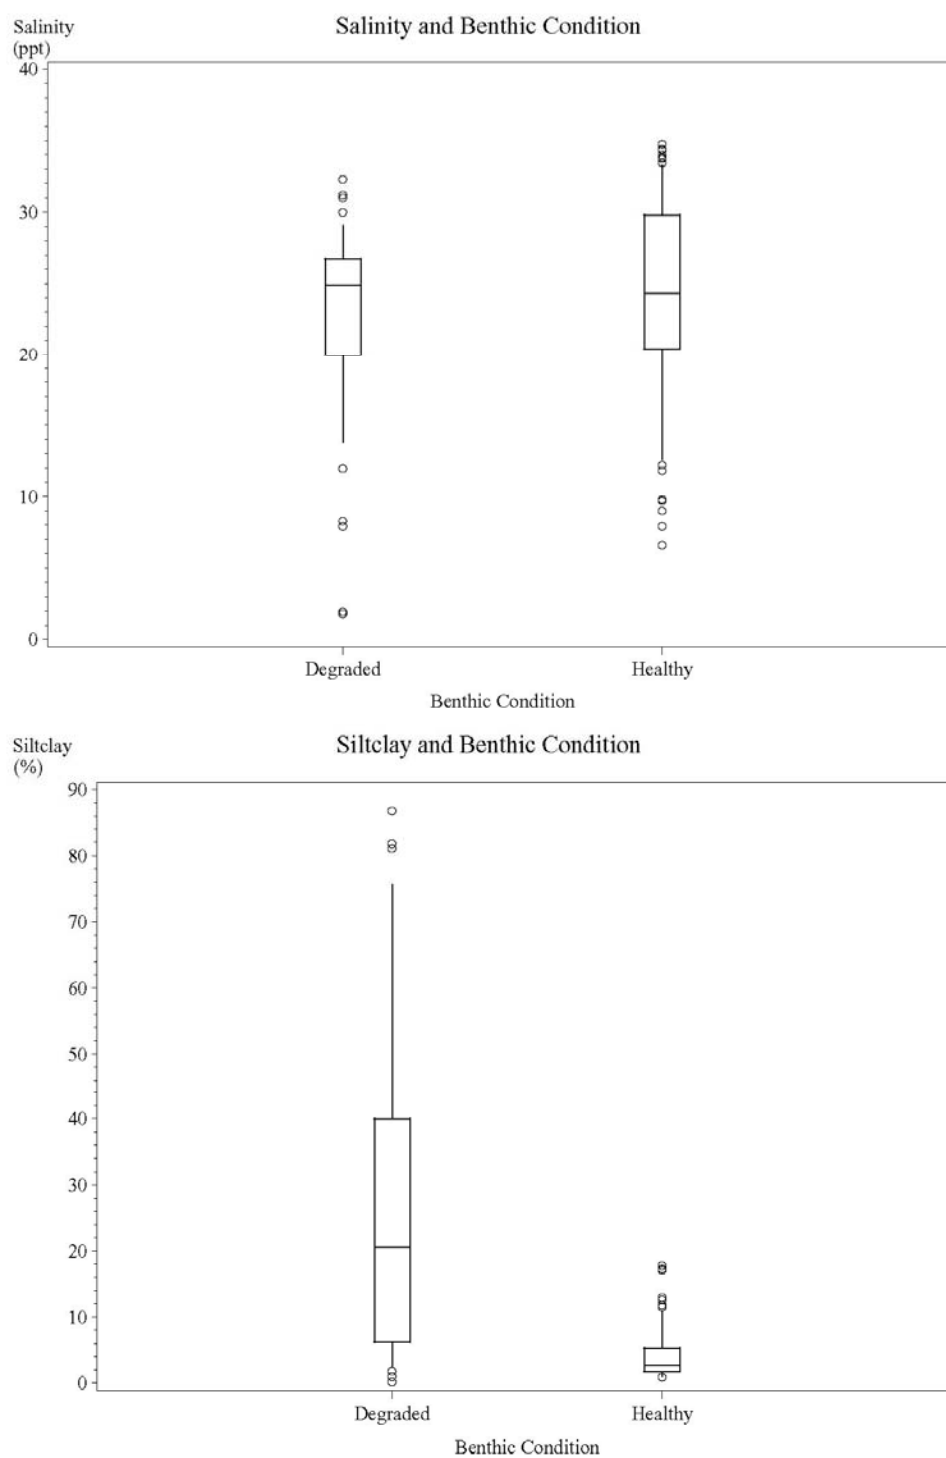 Salinity and Benthic Condition
Salinity
(ppt)
40
30
20
10
0
Degraded Healthy
Benthic Condition
Siltclay and Benthic Condition
Siltclay
(%)
90
80
70
60
50
40
30
20
10
0
Degraded Healthy
Benthic Condition